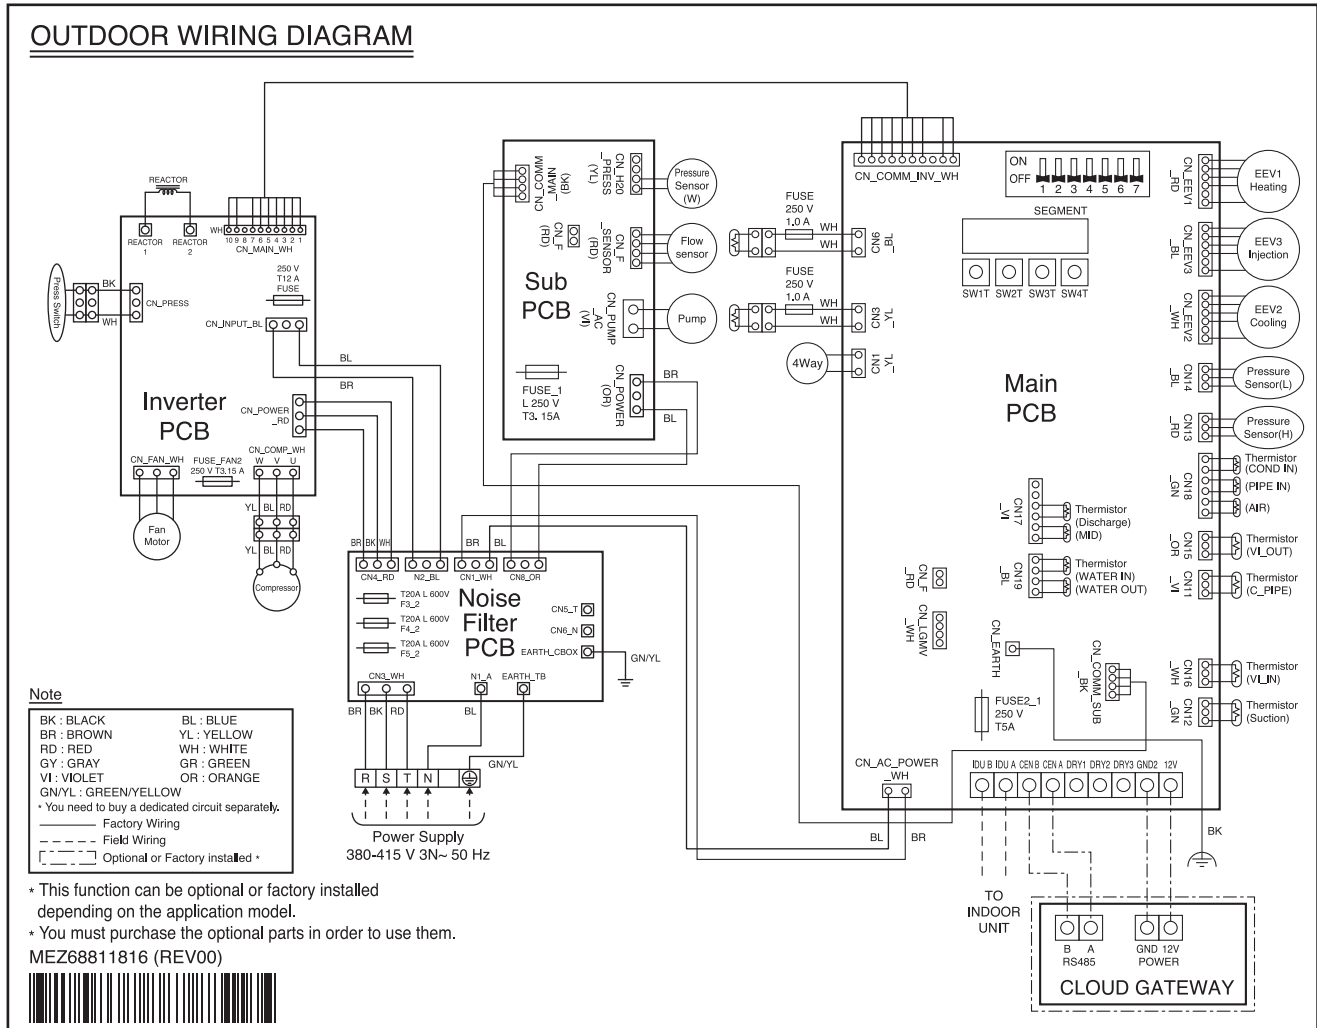 OUTDOOR WIRING DIAGRAM
REACTOR
REACTOR
1
REACTOR
2
WH
10 9 8 7 6 5 4 3 2 1
CN_MAIN_WH
250 V
T12 A
FUSE
Press Switch
BK
WH
CN_PRESS
CN_INPUT_BL
BL
BR
Inverter
PCB
CN_POWER
_RD
CN_FAN_WH
FUSE_FAN2
250 V T3.15 A
CN_COMP_WH
W V U
YL BL RD
YL BL RD
Fan
Motor
Compressor
CN_COMM
_MAIN
(BK)
CN_H20
_PRESS
(YL)
Pressure
Sensor
(W)
CN_F
(RD)
CN_F
_SENSOR
(RD)
Flow
sensor
Sub
PCB
CN_PUMP
_AC
(VI)
Pump
FUSE_1
L 250 V
T3. 15A
CN_POWER
(OR)
BR
BL
BR BK WH
BR BL
CN4_RD
N2_BL
CN1_WH
CN8_OR
T20A L 600V
F3_2
T20A L 600V
F4_2
T20A L 600V
F5_2
Noise
Filter
PCB
CN5_T
CN6_N
EARTH_CBOX
GN/YL
CN3_WH
N1_A
EARTH_TB
BR BK RD
BL
GN/YL
R S T N
Power Supply
380-415 V 3N~ 50 Hz
CN_COMM_INV_WH
ON
OFF
1 2 3 4 5 6 7
SEGMENT
SW1T SW2T SW3T SW4T
FUSE
250 V
1.0 A
WH
WH
CN6
_BL
FUSE
250 V
1.0 A
WH
WH
CN3
_YL
4Way
CN1
_YL
Main
PCB
CN_EEV1
_RD
EEV1
Heating
CN_EEV3
_BL
EEV3
Injection
CN_EEV2
_WH
EEV2
Cooling
CN14
_BL
Pressure
Sensor(L)
CN13
_RD
Pressure
Sensor(H)
CN18
_GN
Thermistor
(COND IN)
(PIPE IN)
(AIR)
CN17
_VI
Thermistor
(Discharge)
(MID)
CN15
_OR
Thermistor
(VI_OUT)
CN19
_BL
Thermistor
(WATER IN)
(WATER OUT)
CN11
_VI
Thermistor
(C_PIPE)
CN_F
_RD
CN_LGMV
_WH
CN_EARTH
CN_COMM_SUB
_BK
CN16
_WH
Thermistor
(VI_IN)
CN12
_GN
Thermistor
(Suction)
FUSE2_1
250 V
T5A
CN_AC_POWER
_WH
BL
BR
IDU B IDU A CEN B CEN A DRY1 DRY2 DRY3 GND2 12V
BK
TO
INDOOR
UNIT
B A
RS485
GND 12V
POWER
CLOUD GATEWAY
Note
BK : BLACK BL : BLUE
BR : BROWN YL : YELLOW
RD : RED WH : WHITE
GY : GRAY GR : GREEN
VI : VIOLET OR : ORANGE
GN/YL : GREEN/YELLOW
* You need to buy a dedicated circuit separately.
Factory Wiring
Field Wiring
Optional or Factory installed *
* This function can be optional or factory installed
depending on the application model.
* You must purchase the optional parts in order to use them.
MEZ68811816 (REV00)